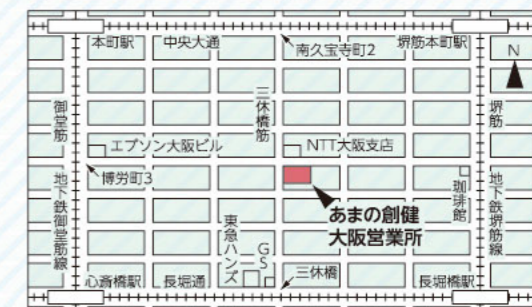 本町駅
中央大通
南久宝寺町2
堺筋本町駅
N
御堂筋
三休橋筋
堺筋
エプソン大阪ビル
NTT大阪支店
博労町3
地下鉄御堂筋線
あまの創健
大阪営業所
珈琲館
地下鉄堺筋線
東急ハンズ
GS
心斎橋駅
長堀通
三休橋
長堀橋駅